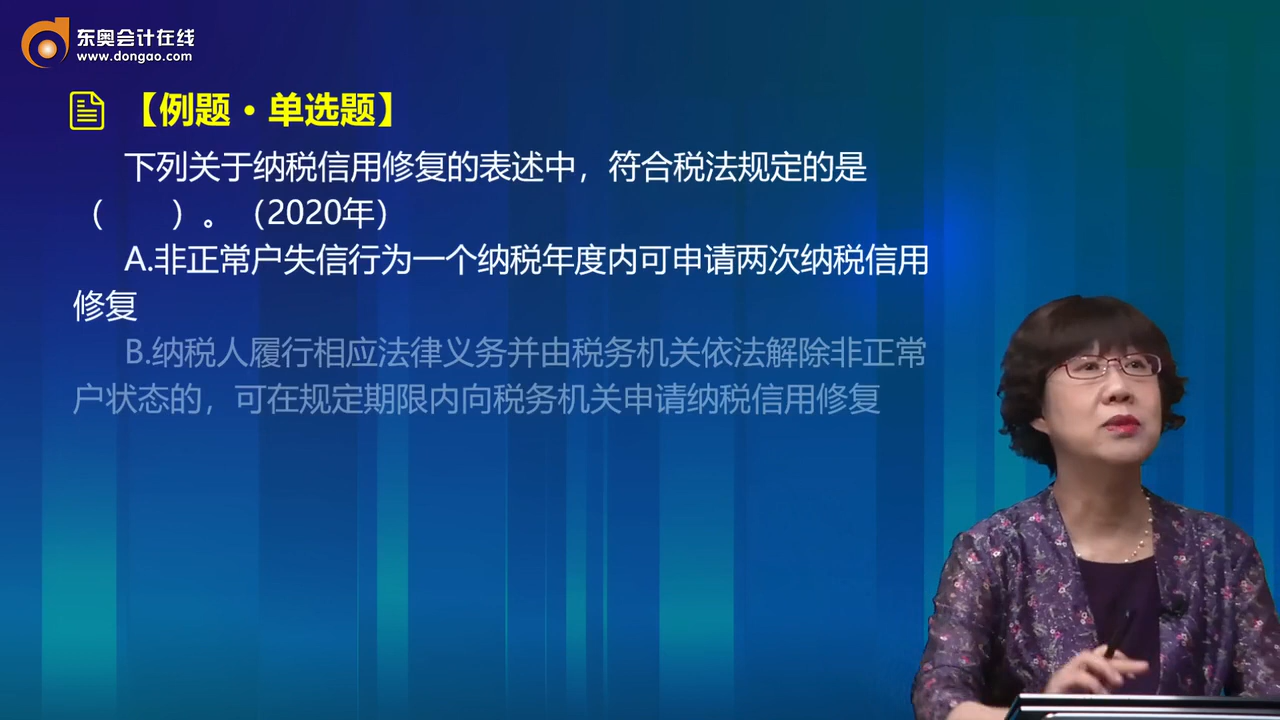 东奥会计在线
www.dongao.com
【例题·单选题】
下列关于纳税信用修复的表述中，符合税法规定的是
（　　）。（2020年）
A.非正常户失信行为一个纳税年度内可申请两次纳税信用
修复
B.纳税人履行相应法律义务并由税务机关依法解除非正常
户状态的，可在规定期限内向税务机关申请纳税信用修复